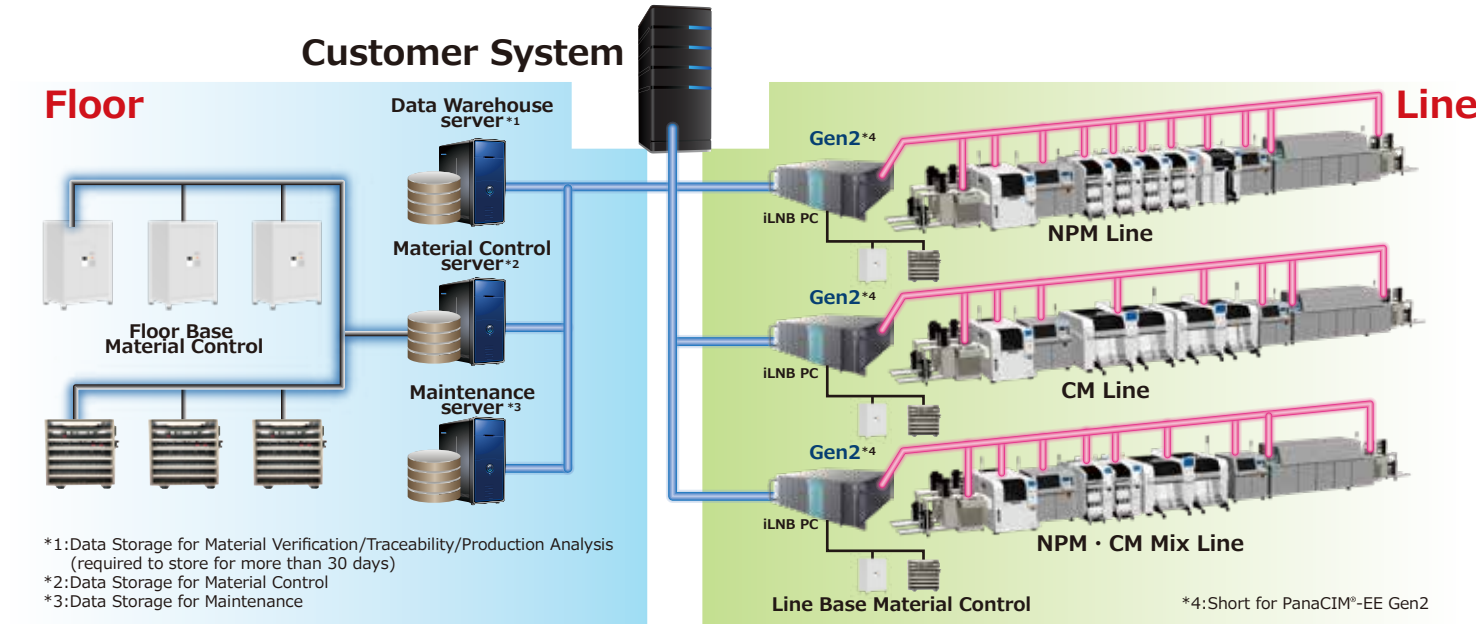 Customer System
Floor
Data Warehouse
server*1
Floor Base
Material Control
Material Control
server*2
Maintenance
server*3
*1:Data Storage for Material Verification/Traceability/Production Analysis
(required to store for more than 30 days)
*2:Data Storage for Material Control
*3:Data Storage for Maintenance
Line
Gen2*4
iLNB PC
NPM Line
Gen2*4
iLNB PC
CM Line
Gen2*4
iLNB PC
NPM・CM Mix Line
Line Base Material Control
*4:Short for PanaCIM®-EE Gen2